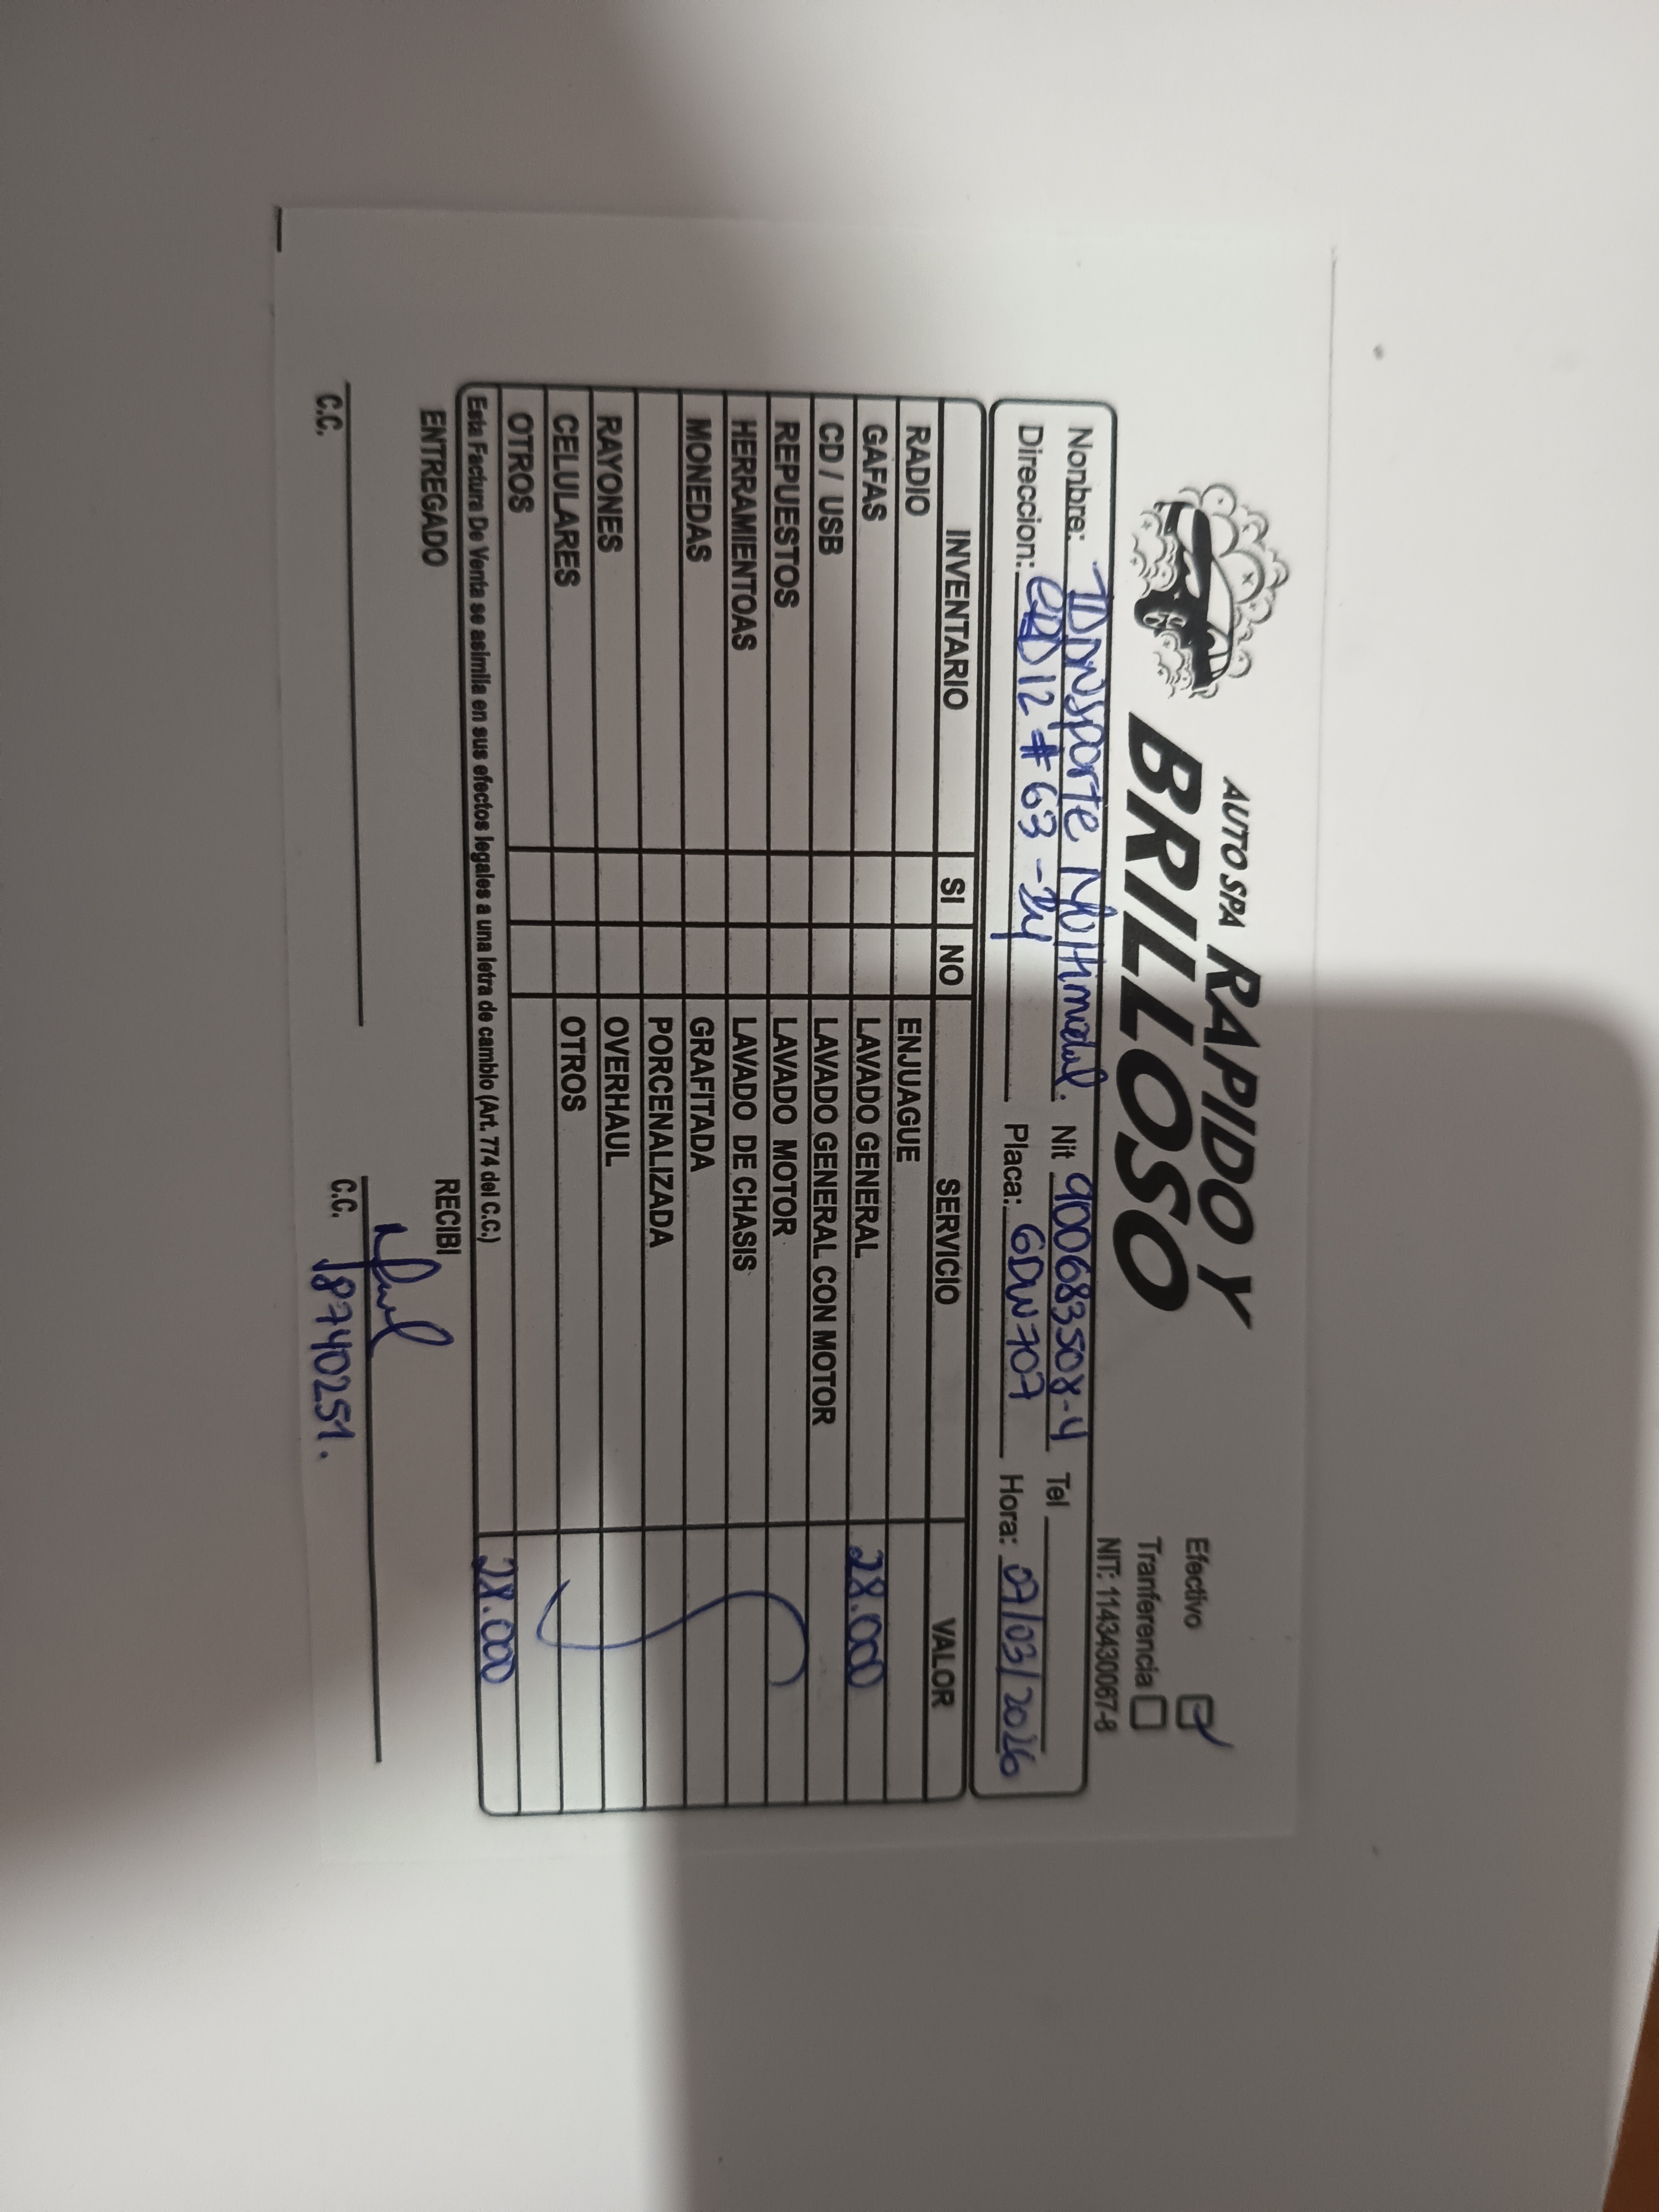 AUTO SPA RAPIDO Y
BRILLOSO
Efectivo
Tranferencia
NIT: 1143430067-8
Nonbre: Transporte Multimodal. Nit 900683508-4 Tel
Direccion: CRD 12 # 63 - 24 Placa: GDW707 Hora: 07/03/2026
INVENTARIO SI NO SERVICIO VALOR
RADIO ENJUAGUE
GAFAS LAVADO GENERAL 28.000
CD / USB LAVADO GENERAL CON MOTOR
REPUESTOS LAVADO MOTOR
HERRAMIENTOAS LAVADO DE CHASIS
MONEDAS GRAFITADA
PORCENALIZADA
RAYONES OVERHAUL
CELULARES OTROS
OTROS 28.000
Esta Factura De Venta se asimila en sus efectos legales a una letra de cambio (Art. 774 del C.C.)
ENTREGADO RECIBI
C.C. C.C. 8740251.